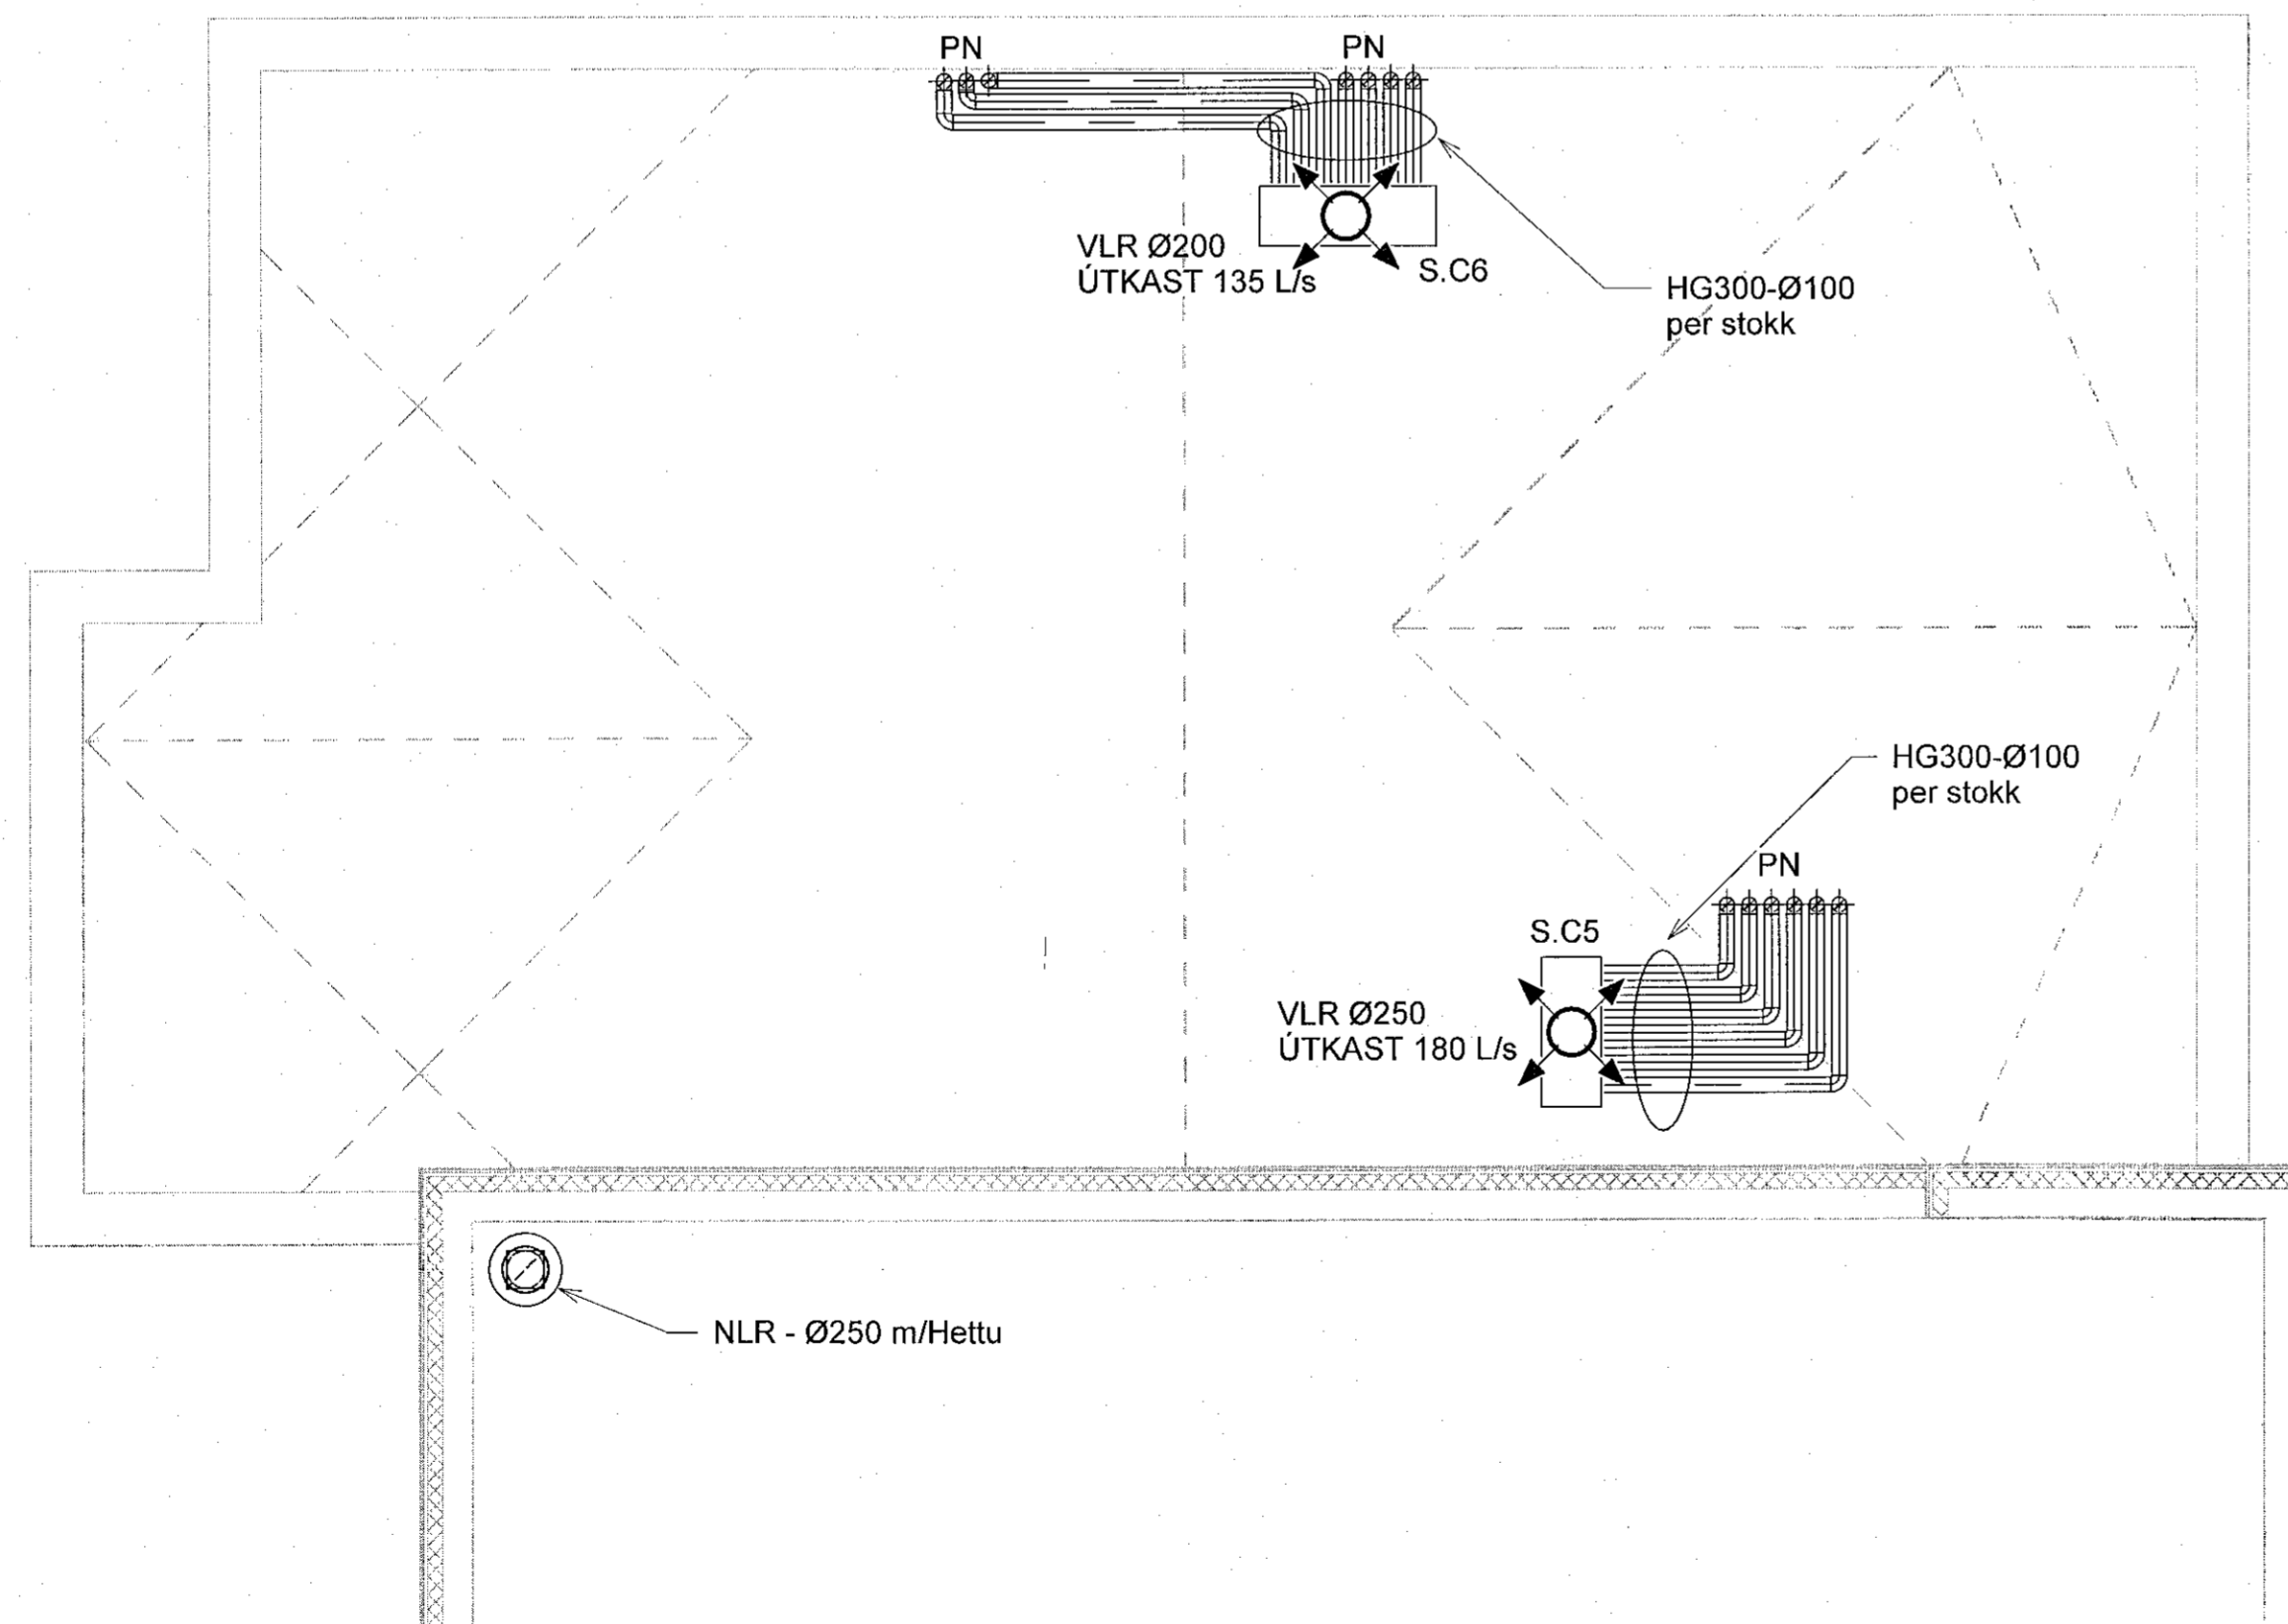 PN
PN
VLR Ø200
ÚTKAST 135 L/s
S.C6
HG300-Ø100
per stokk
HG300-Ø100
per stokk
PN
S.C5
VLR Ø250
ÚTKAST 180 L/s
NLR - Ø250 m/Hettu